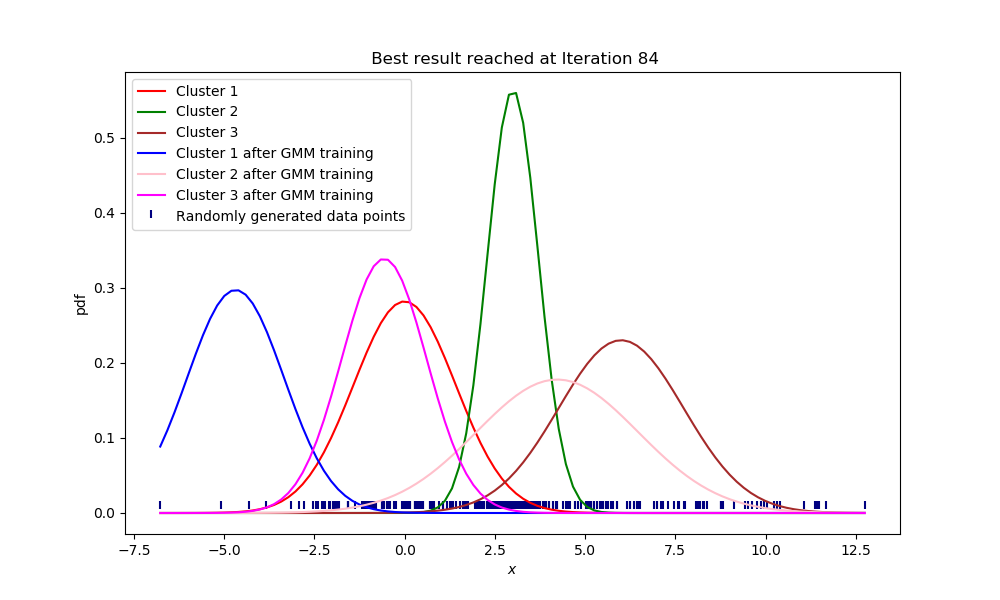 Best result reached at Iteration 84
Cluster 1
Cluster 2
Cluster 3
Cluster 1 after GMM training
Cluster 2 after GMM training
Cluster 3 after GMM training
Randomly generated data points
pdf
0.5
0.4
0.3
0.2
0.1
0.0
−7.5 −5.0 −2.5 0.0 2.5 5.0 7.5 10.0 12.5
x